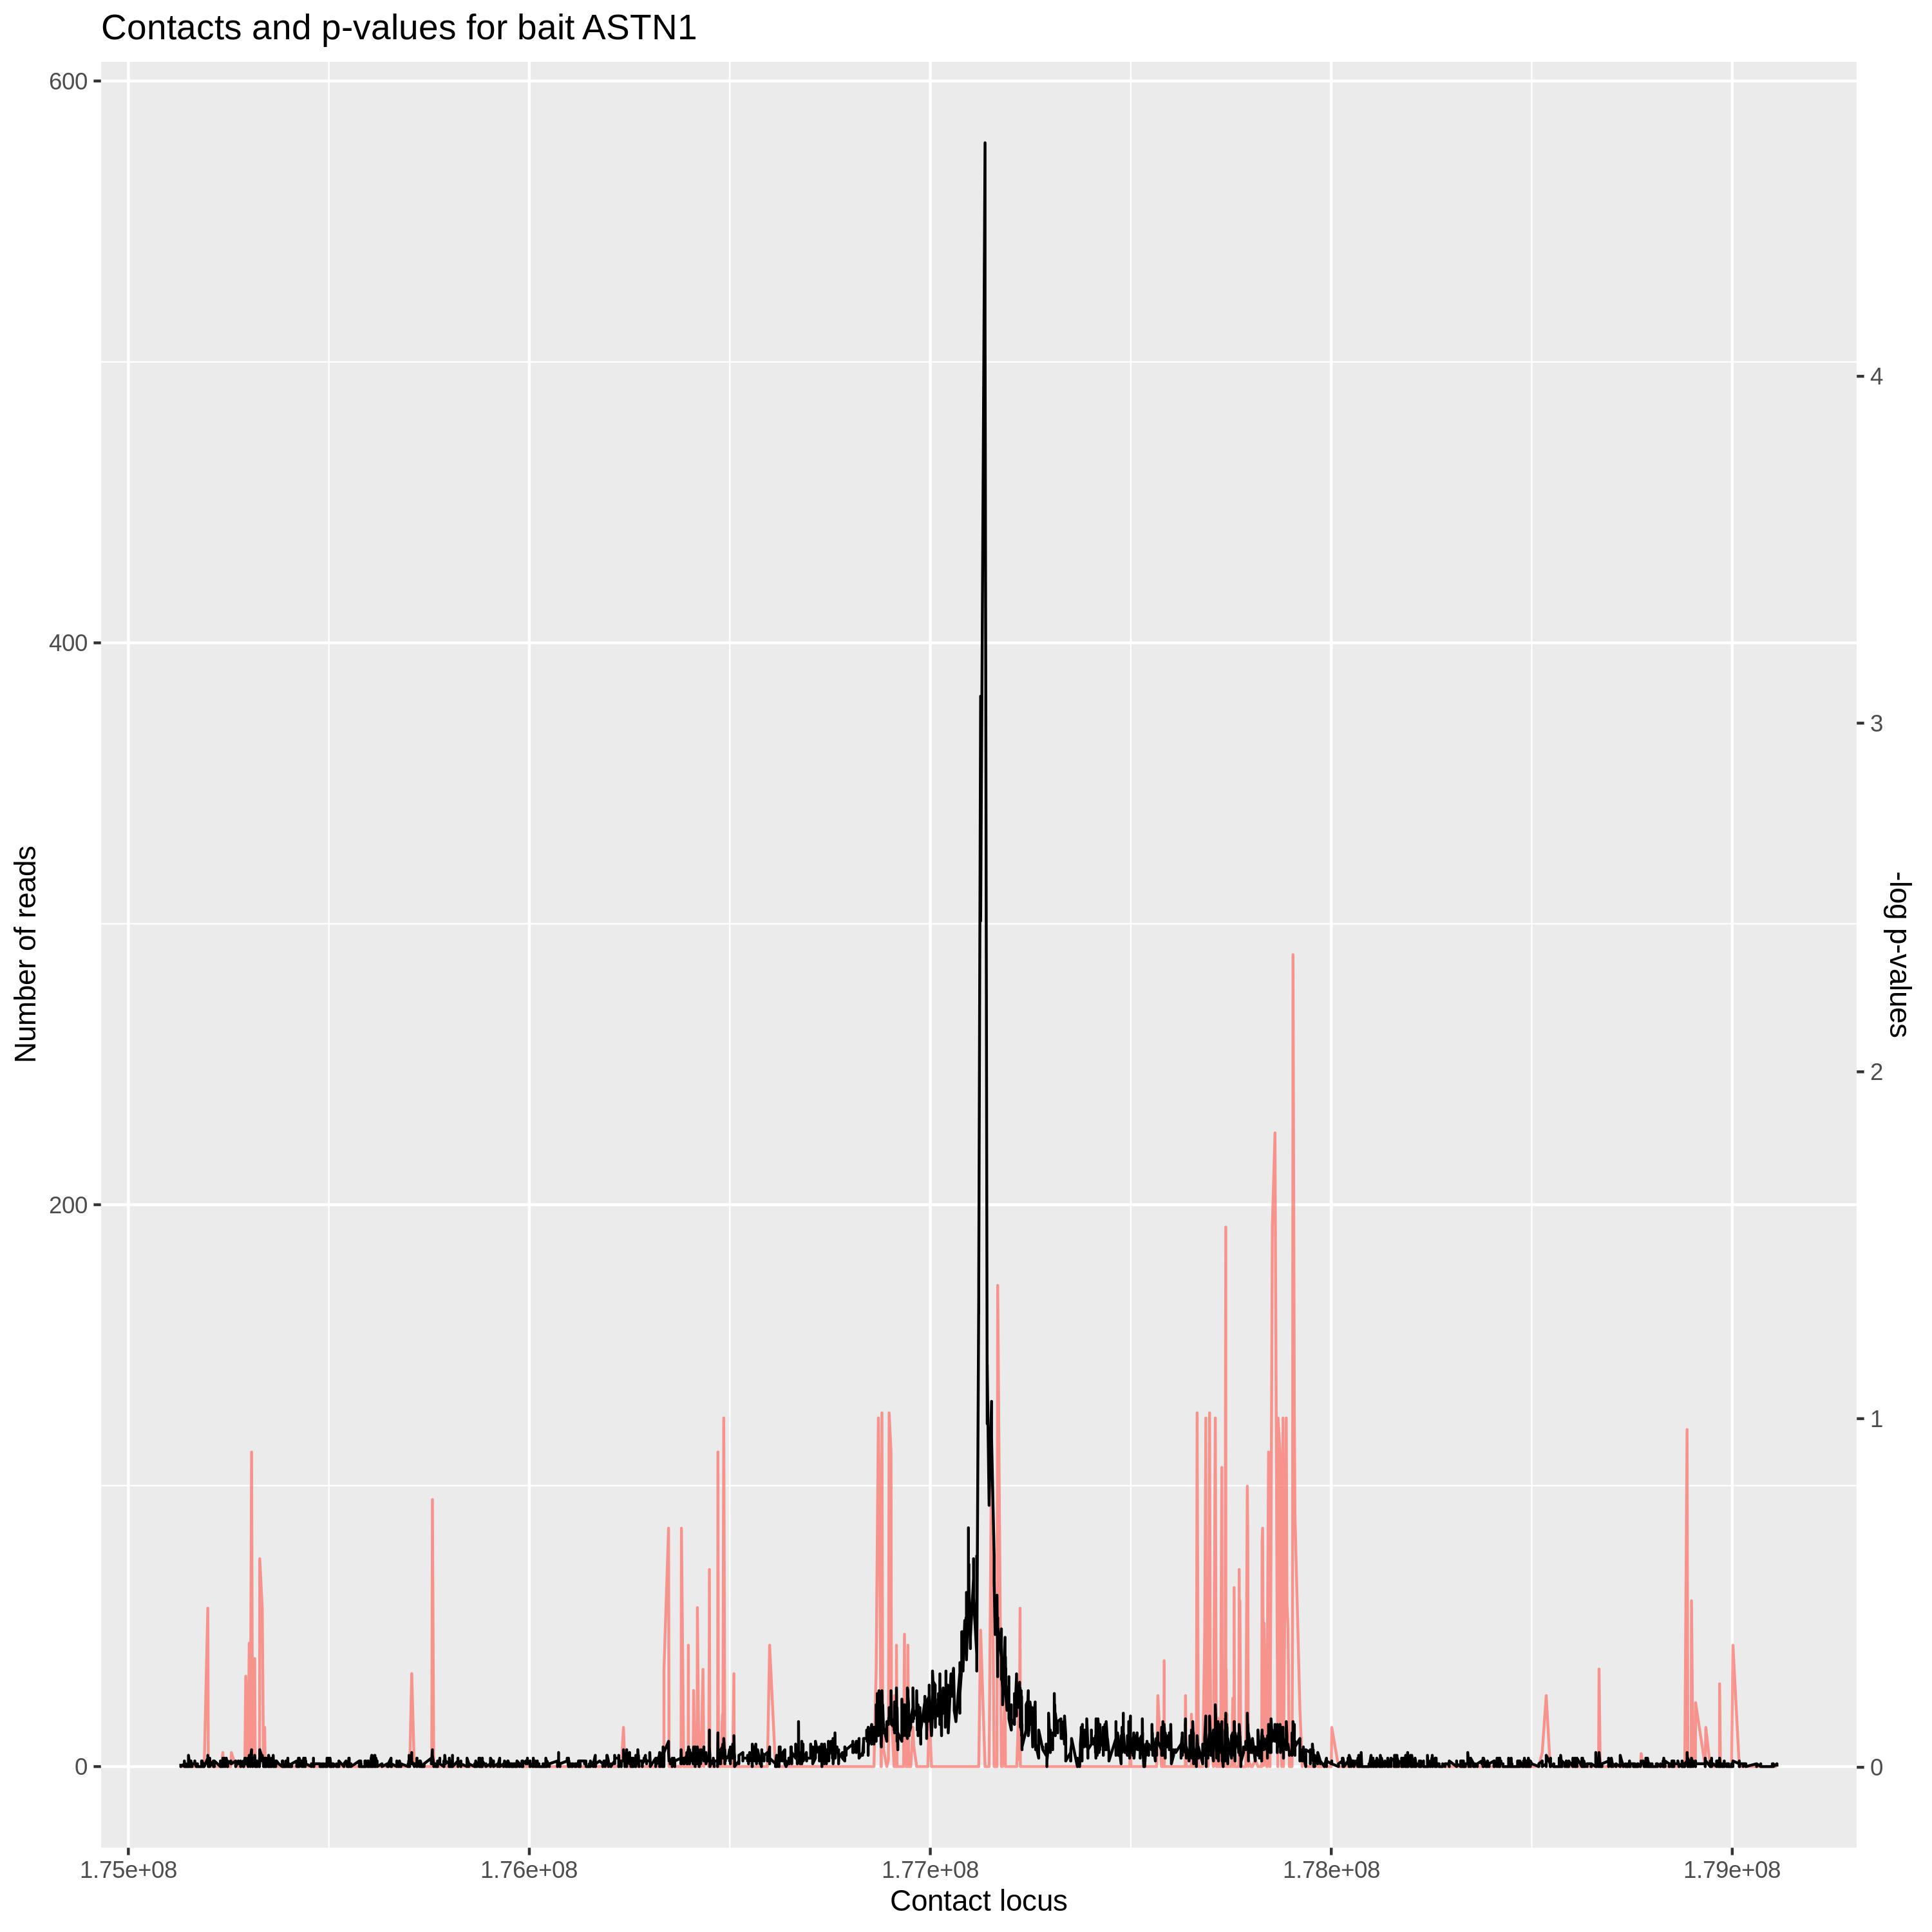 Contacts and p-values for bait ASTN1
600
400
200
0
Number of reads
4
3
2
1
0
-log p-values
1.75e+08
1.76e+08
1.77e+08
1.78e+08
1.79e+08
Contact locus